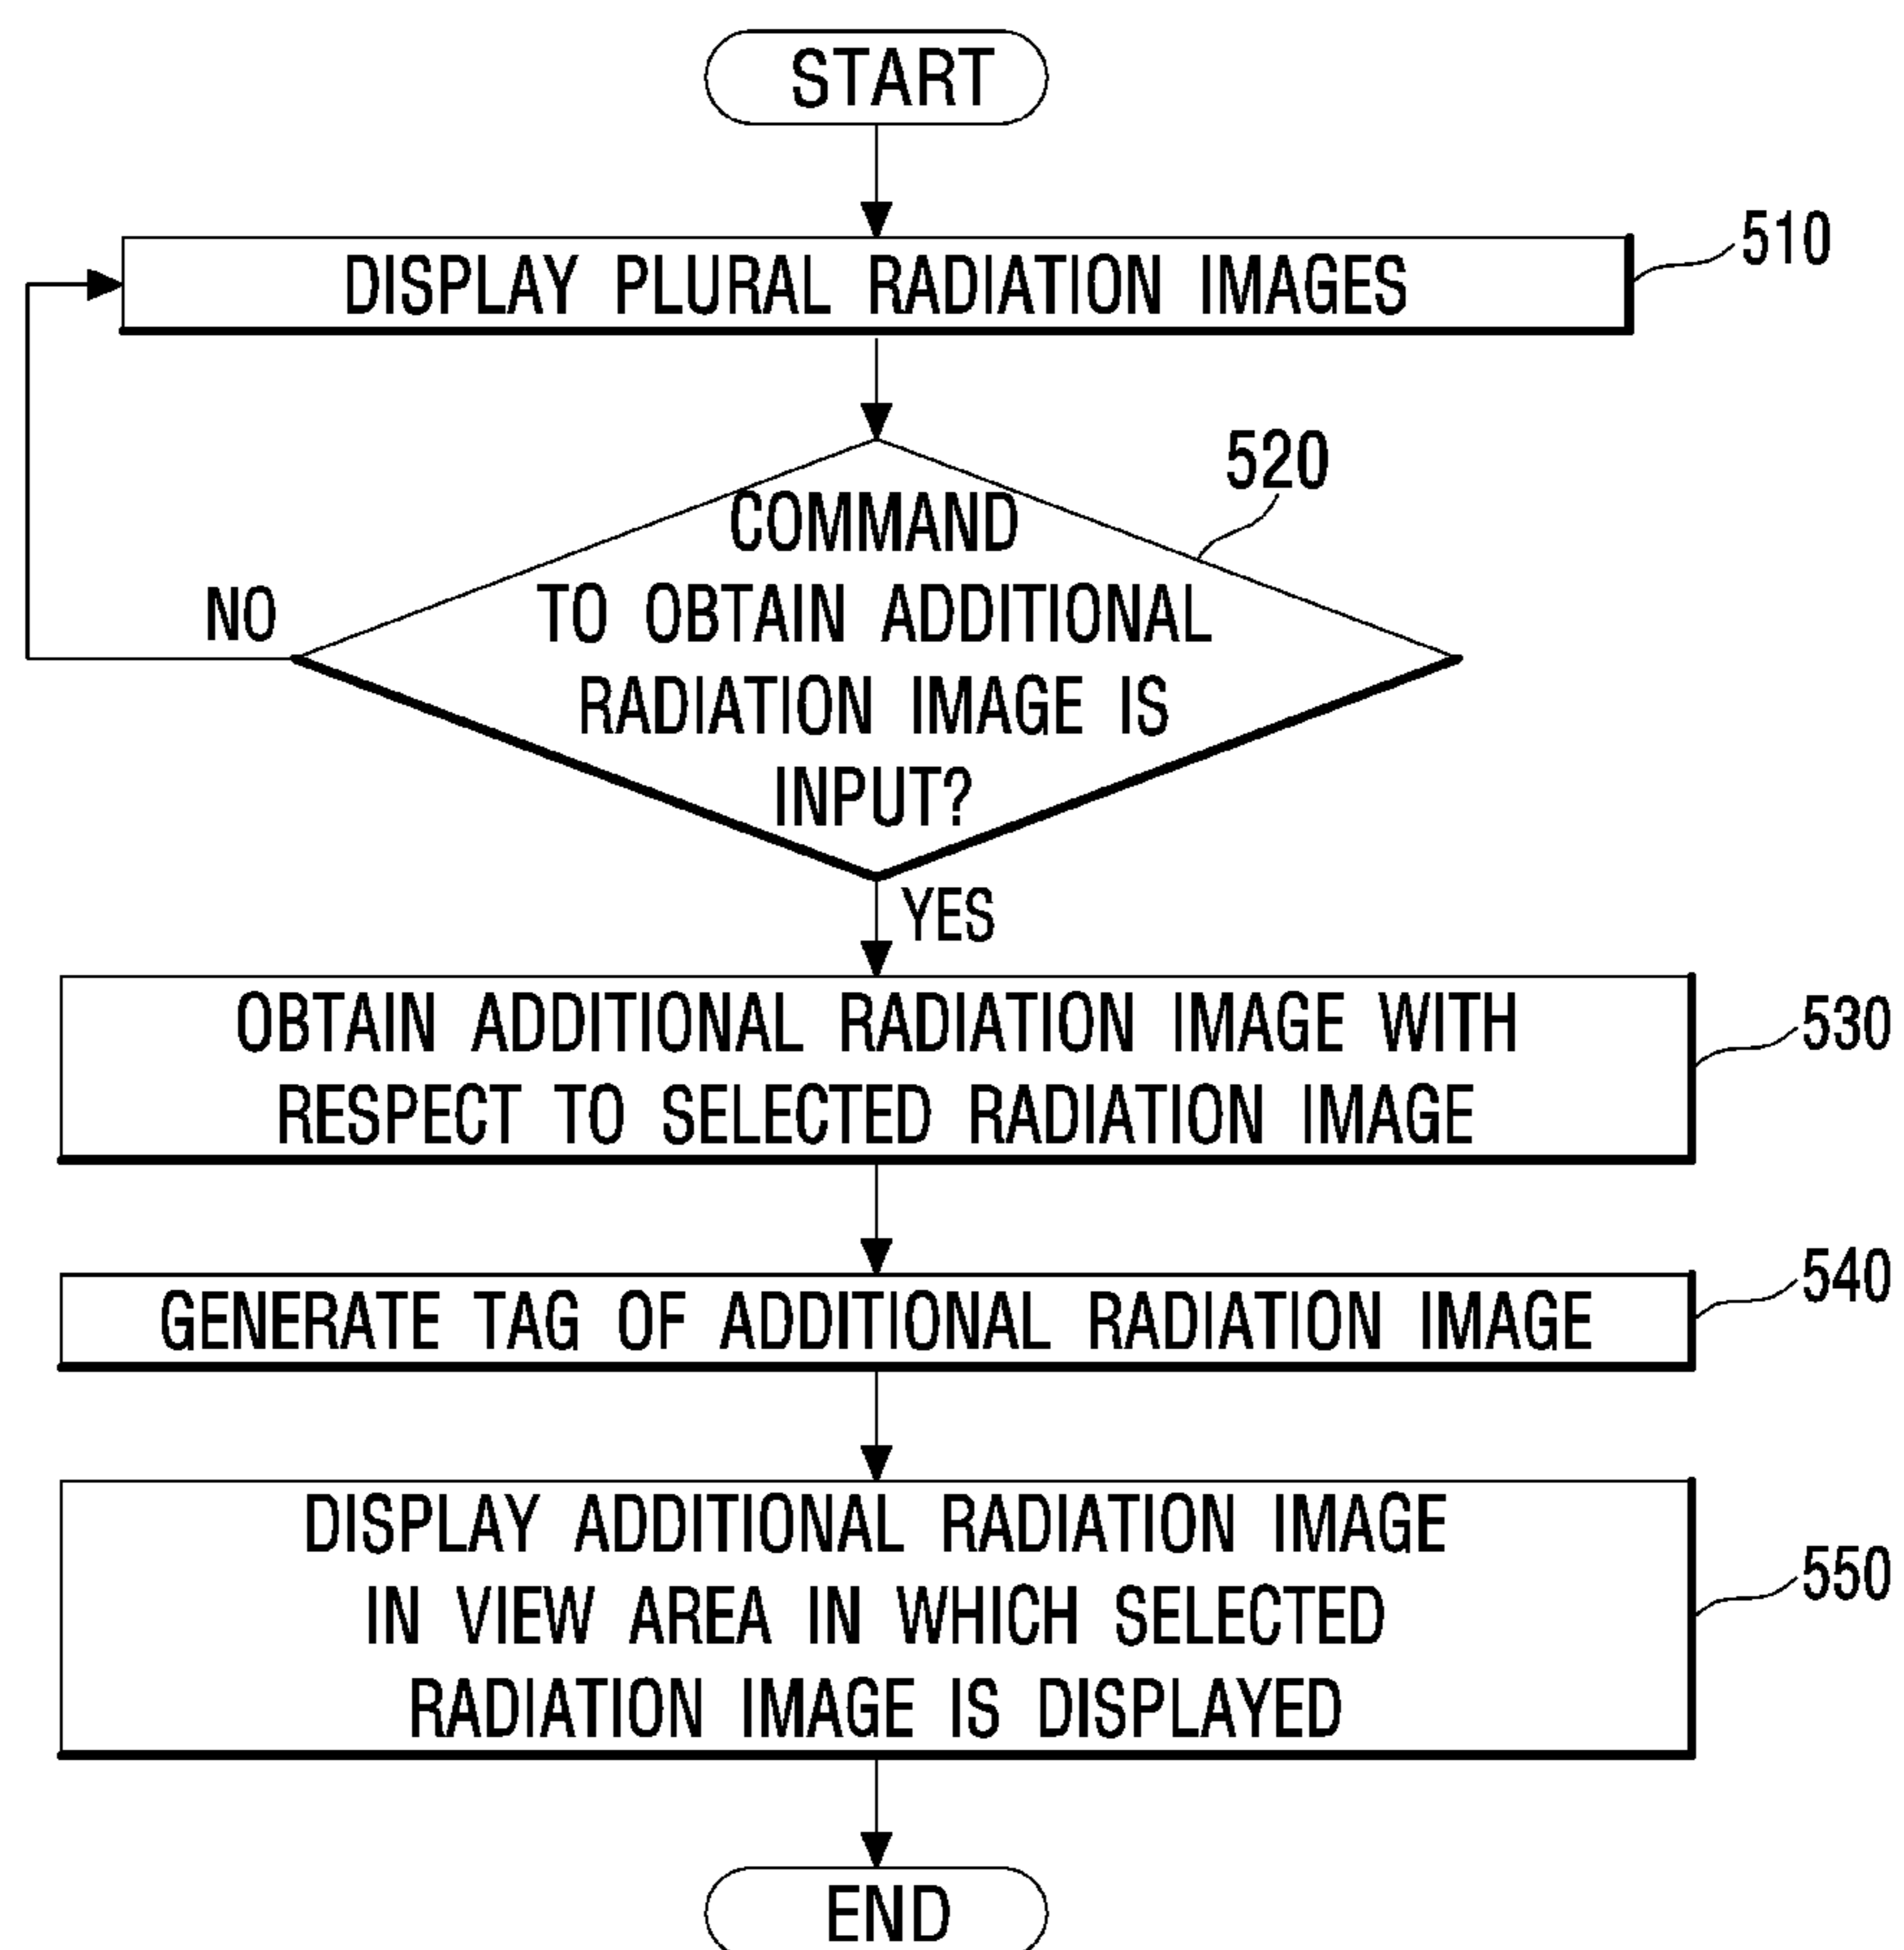 START
DISPLAY PLURAL RADIATION IMAGES
510
520
COMMAND
TO OBTAIN ADDITIONAL
RADIATION IMAGE IS
INPUT?
NO
YES
OBTAIN ADDITIONAL RADIATION IMAGE WITH
RESPECT TO SELECTED RADIATION IMAGE
530
GENERATE TAG OF ADDITIONAL RADIATION IMAGE
540
DISPLAY ADDITIONAL RADIATION IMAGE
IN VIEW AREA IN WHICH SELECTED
RADIATION IMAGE IS DISPLAYED
550
END